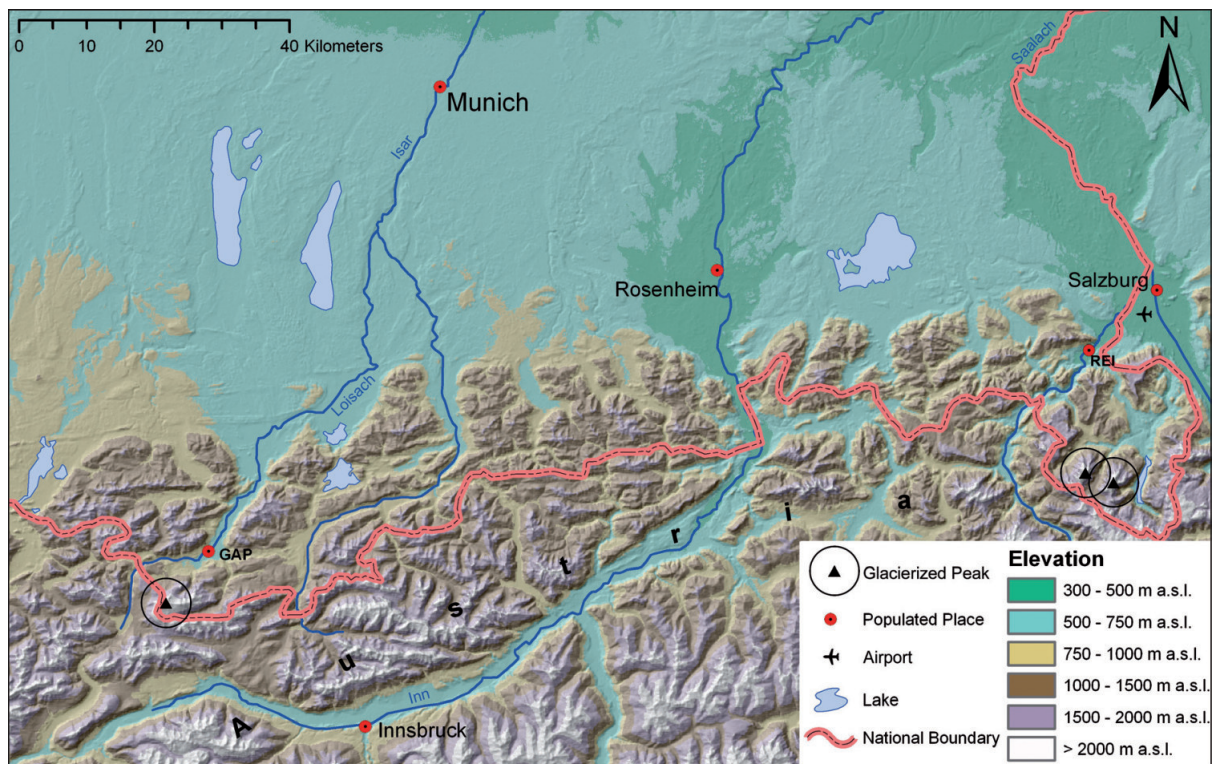 0 20 40 Kilometers
N
Saalach
Munich
Isar
Salzburg
Rosenheim
REI
Loisach
GAP
Austria
Inn
Innsbruck
Glacierized Peak
Populated Place
Airport
Lake
National Boundary
Elevation
300 - 500 m a.s.l.
500 - 750 m a.s.l.
750 - 1000 m a.s.l.
1000 - 1500 m a.s.l.
1500 - 2000 m a.s.l.
> 2000 m a.s.l.